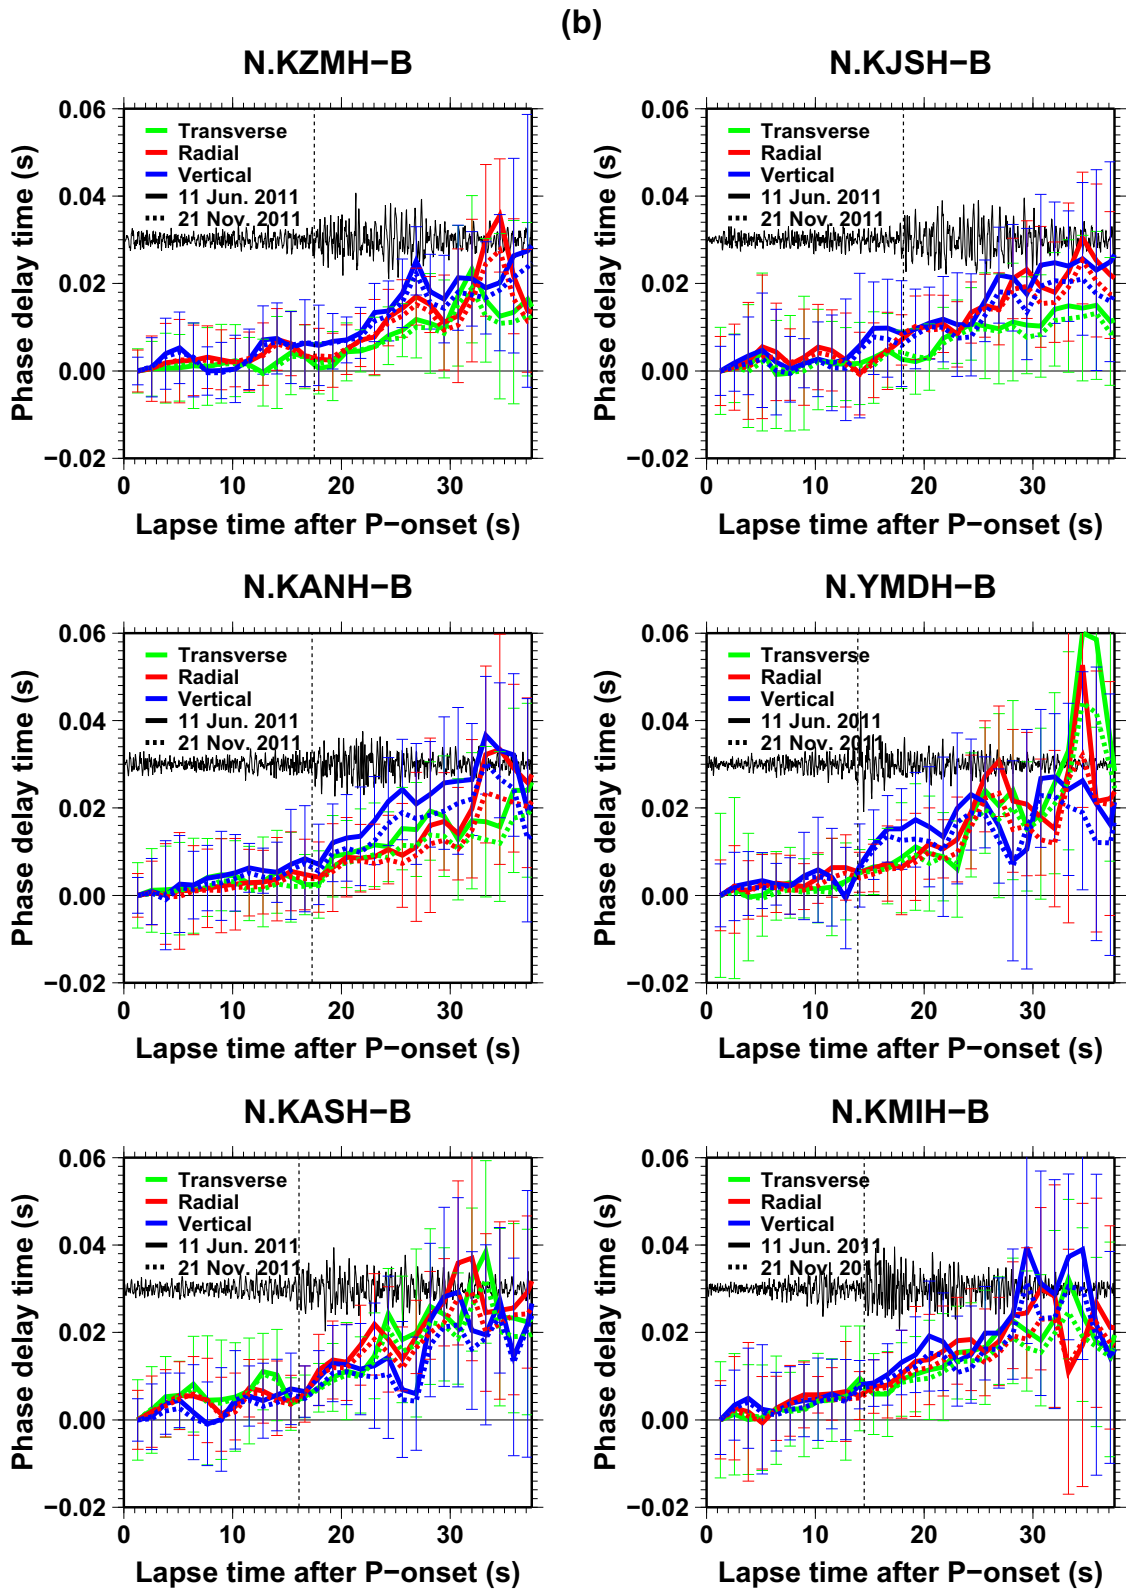 (b)
N.KZMH−B
0.06
0.04
0.02
0.00
−0.02
Phase delay time (s)
Transverse
Radial
Vertical
11 Jun. 2011
21 Nov. 2011
0 10 20 30
Lapse time after P−onset (s)
N.KJSH−B
0.06
0.04
0.02
0.00
−0.02
Phase delay time (s)
Transverse
Radial
Vertical
11 Jun. 2011
21 Nov. 2011
0 10 20 30
Lapse time after P−onset (s)
N.KANH−B
0.06
0.04
0.02
0.00
−0.02
Phase delay time (s)
Transverse
Radial
Vertical
11 Jun. 2011
21 Nov. 2011
0 10 20 30
Lapse time after P−onset (s)
N.YMDH−B
0.06
0.04
0.02
0.00
−0.02
Phase delay time (s)
Transverse
Radial
Vertical
11 Jun. 2011
21 Nov. 2011
0 10 20 30
Lapse time after P−onset (s)
N.KASH−B
0.06
0.04
0.02
0.00
−0.02
Phase delay time (s)
Transverse
Radial
Vertical
11 Jun. 2011
21 Nov. 2011
0 10 20 30
Lapse time after P−onset (s)
N.KMIH−B
0.06
0.04
0.02
0.00
−0.02
Phase delay time (s)
Transverse
Radial
Vertical
11 Jun. 2011
21 Nov. 2011
0 10 20 30
Lapse time after P−onset (s)